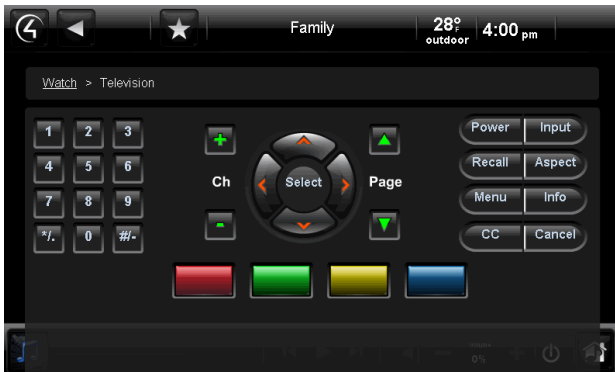 Family
28°F outdoor
4:00 pm
Watch > Television
1 2 3
4 5 6
7 8 9
*/. 0 #/-
+
Ch
-
Select
Page
Power Input
Recall Aspect
Menu Info
CC Cancel
0%